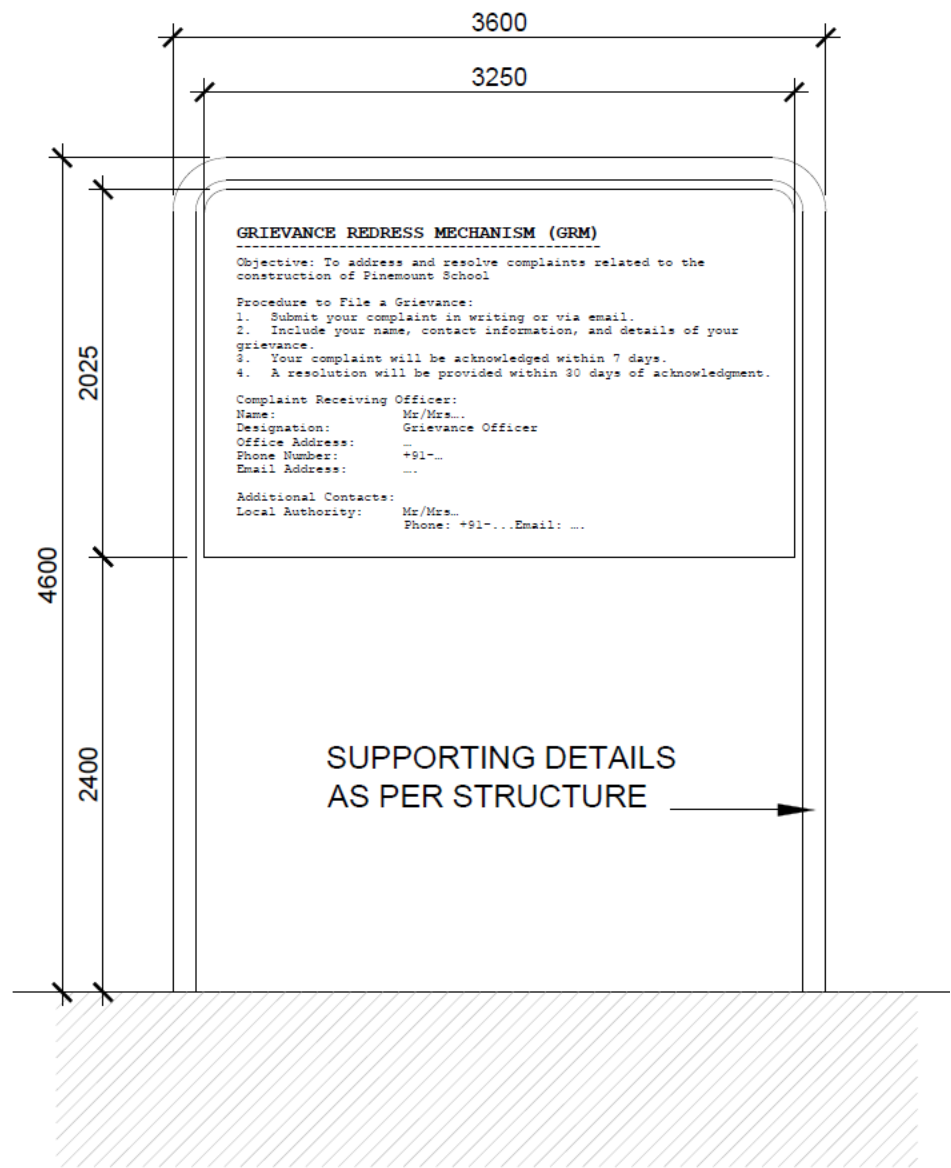 3600
3250
GRIEVANCE REDRESS MECHANISM (GRM)
--------------------------------------------
Objective: To address and resolve complaints related to the
construction of Pinemount School
Procedure to File a Grievance:
1. Submit your complaint in writing or via email.
2. Include your name, contact information, and details of your
grievance.
3. Your complaint will be acknowledged within 7 days.
4. A resolution will be provided within 30 days of acknowledgment.
Complaint Receiving Officer:
Name: Mr/Mrs….
Designation: Grievance Officer
Office Address: …
Phone Number: +91-…
Email Address: ….
Additional Contacts:
Local Authority: Mr/Mrs…
Phone: +91-...Email: ….
2025
4600
2400
SUPPORTING DETAILS
AS PER STRUCTURE